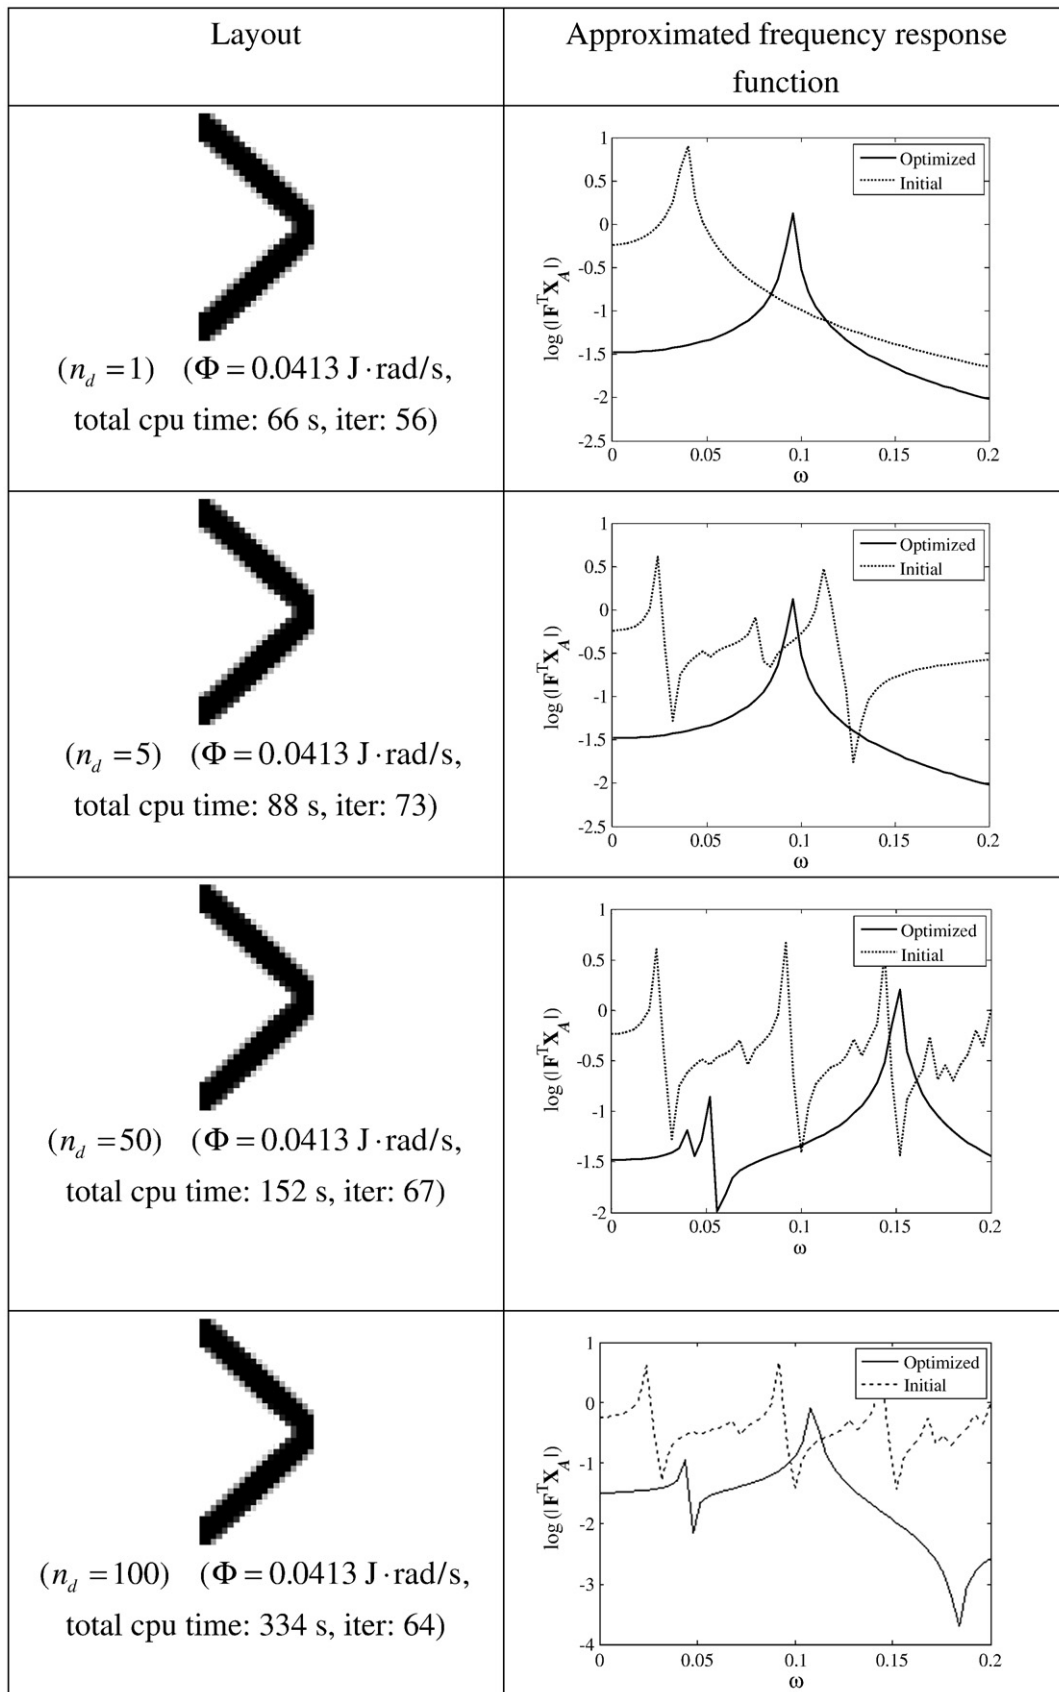 Layout
Approximated frequency response
function
(n_d =1) (Φ = 0.0413 J·rad/s,
total cpu time: 66 s, iter: 56)
1
0.5
0
-0.5
-1
-1.5
-2
-2.5
0 0.05 0.1 0.15 0.2
log (|F^T X_A|)
ω
Optimized
Initial
(n_d =5) (Φ = 0.0413 J·rad/s,
total cpu time: 88 s, iter: 73)
1
0.5
0
-0.5
-1
-1.5
-2
-2.5
0 0.05 0.1 0.15 0.2
log (|F^T X_A|)
ω
Optimized
Initial
(n_d =50) (Φ = 0.0413 J·rad/s,
total cpu time: 152 s, iter: 67)
1
0.5
0
-0.5
-1
-1.5
-2
0 0.05 0.1 0.15 0.2
log (|F^T X_A|)
ω
Optimized
Initial
(n_d =100) (Φ = 0.0413 J·rad/s,
total cpu time: 334 s, iter: 64)
1
0
-1
-2
-3
-4
0 0.05 0.1 0.15 0.2
log (|F^T X_A|)
ω
Optimized
Initial